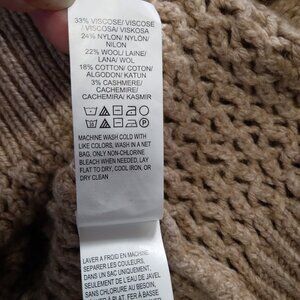 33% VISCOSE/ VISCOSE
/ VISCOSA/ VISKOSA
24% NYLON/ NYLON/
NILON
22% WOOL/ LAINE/
LANA/ WOL
18% COTTON/ COTON/
ALGODON/ KATUN
3% CASHMERE/
CACHEMIRE/
CACHEMIRA/ KASMIR
MACHINE WASH COLD WITH
LIKE COLORS, WASH IN A NET
BAG, ONLY NON-CHLORINE
BLEACH WHEN NEEDED, LAY
FLAT TO DRY, COOL IRON, OR
DRY CLEAN
LAVER A FROID EN MACHINE
SEPARER LES COULEURS,
DANS UN SAC UNIQUEMENT,
SEULEMENT DE L'EAU DE JAVEL
SANS CHLORURE AU BESOIN,
A PLAT, FER À BASSE